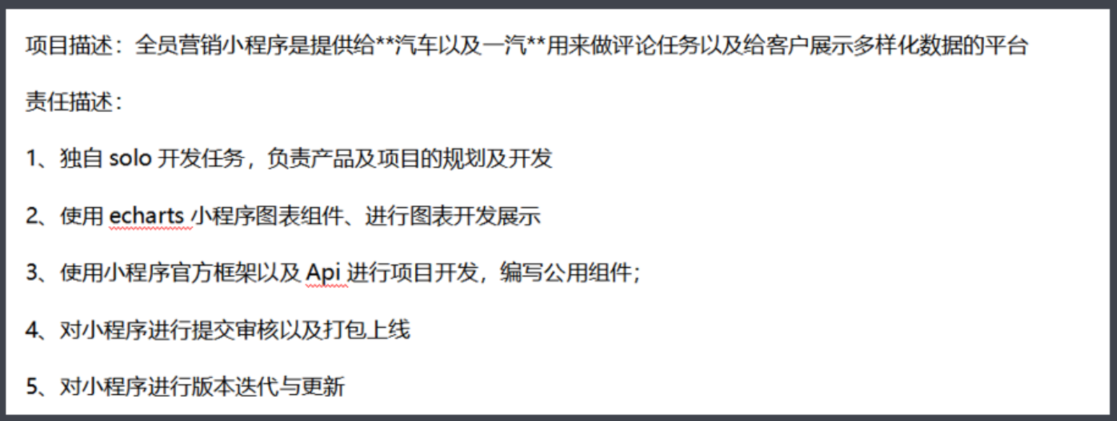 项目描述：全员营销小程序是提供给**汽车以及一汽**用来做评论任务以及给客户展示多样化数据的平台
责任描述：
1、独自 solo 开发任务，负责产品及项目的规划及开发
2、使用 echarts 小程序图表组件、进行图表开发展示
3、使用小程序官方框架以及 Api 进行项目开发，编写公用组件；
4、对小程序进行提交审核以及打包上线
5、对小程序进行版本迭代与更新